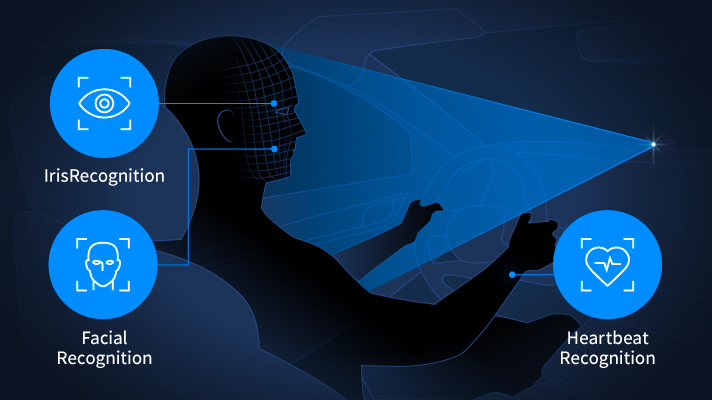 IrisRecognition
Facial
Recognition
Heartbeat
Recognition